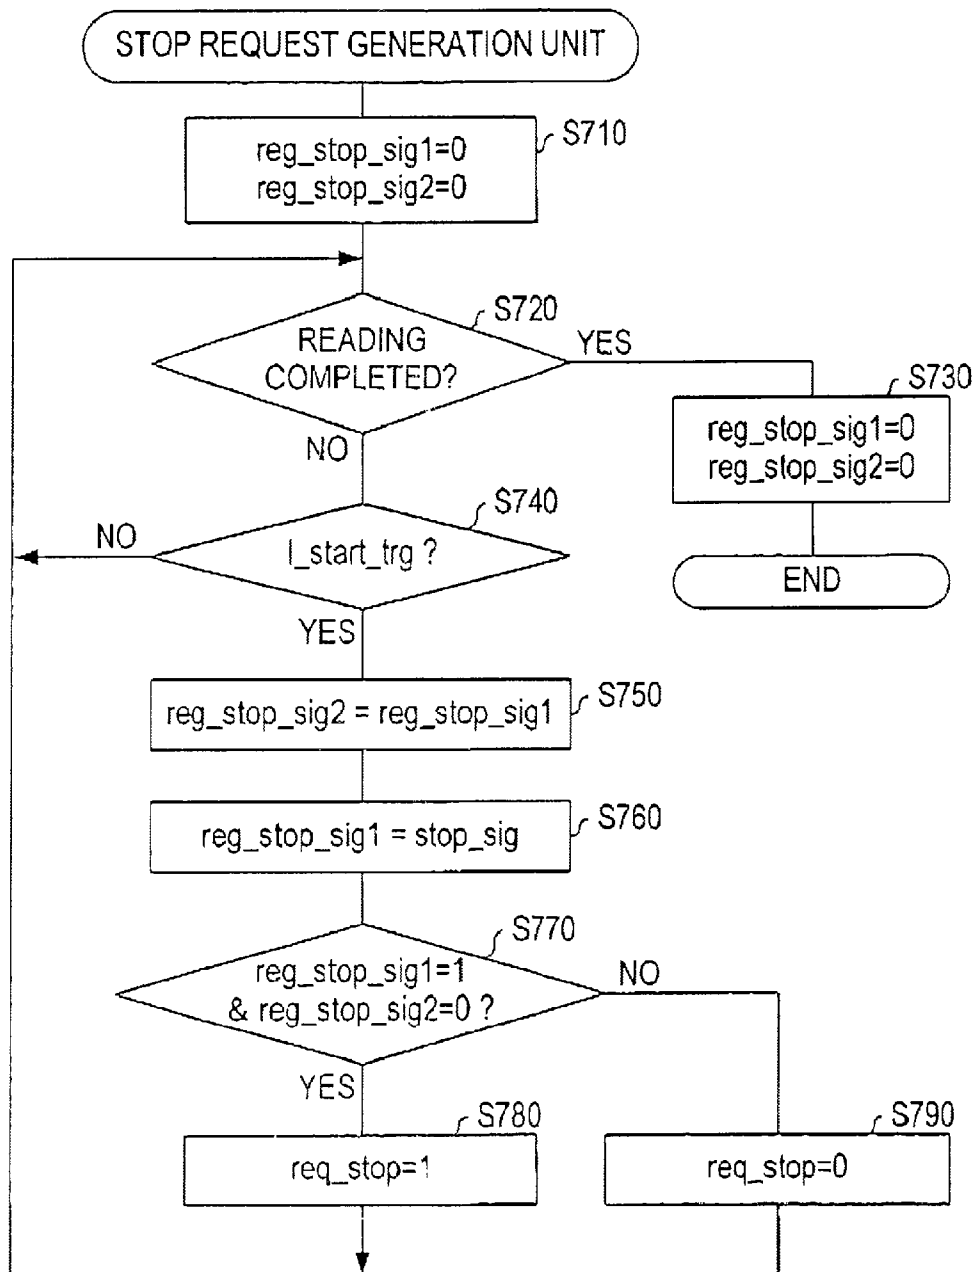 STOP REQUEST GENERATION UNIT
S710
reg_stop_sig1=0
reg_stop_sig2=0
S720
READING
COMPLETED?
YES
NO
S730
reg_stop_sig1=0
reg_stop_sig2=0
END
S740
l_start_trg ?
NO
YES
S750
reg_stop_sig2 = reg_stop_sig1
S760
reg_stop_sig1 = stop_sig
S770
reg_stop_sig1=1
& reg_stop_sig2=0 ?
NO
YES
S780
req_stop=1
S790
req_stop=0